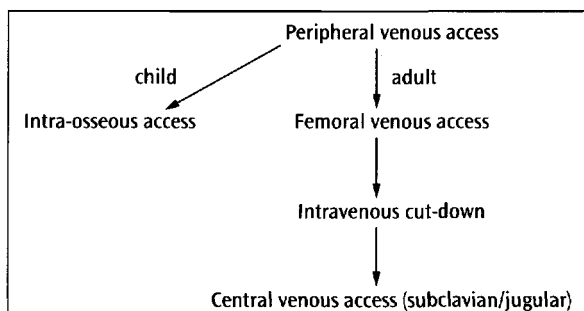 Peripheral venous access
child
adult
Intra-osseous access
Femoral venous access
Intravenous cut-down
Central venous access (subclavian/jugular)